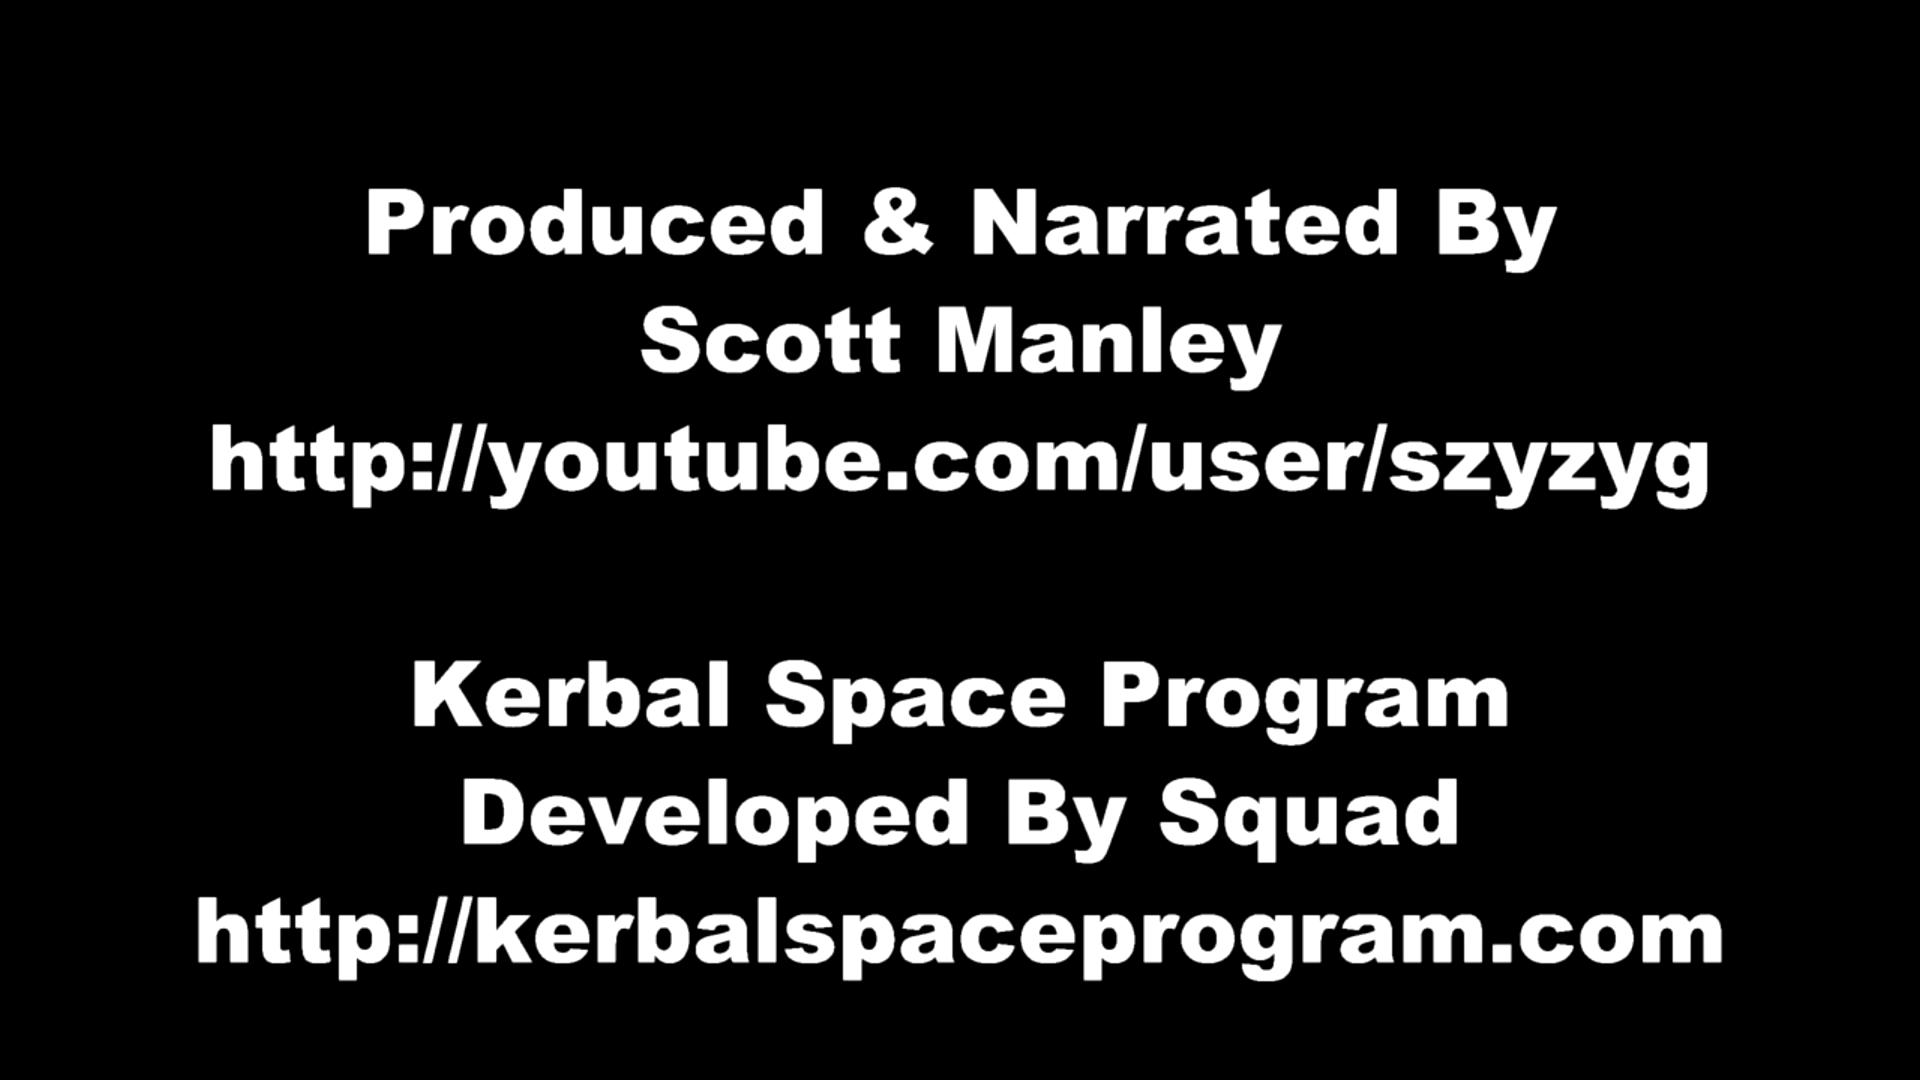 Produced & Narrated By
Scott Manley
http://youtube.com/user/szyzyg
Kerbal Space Program
Developed By Squad
http://kerbalspaceprogram.com